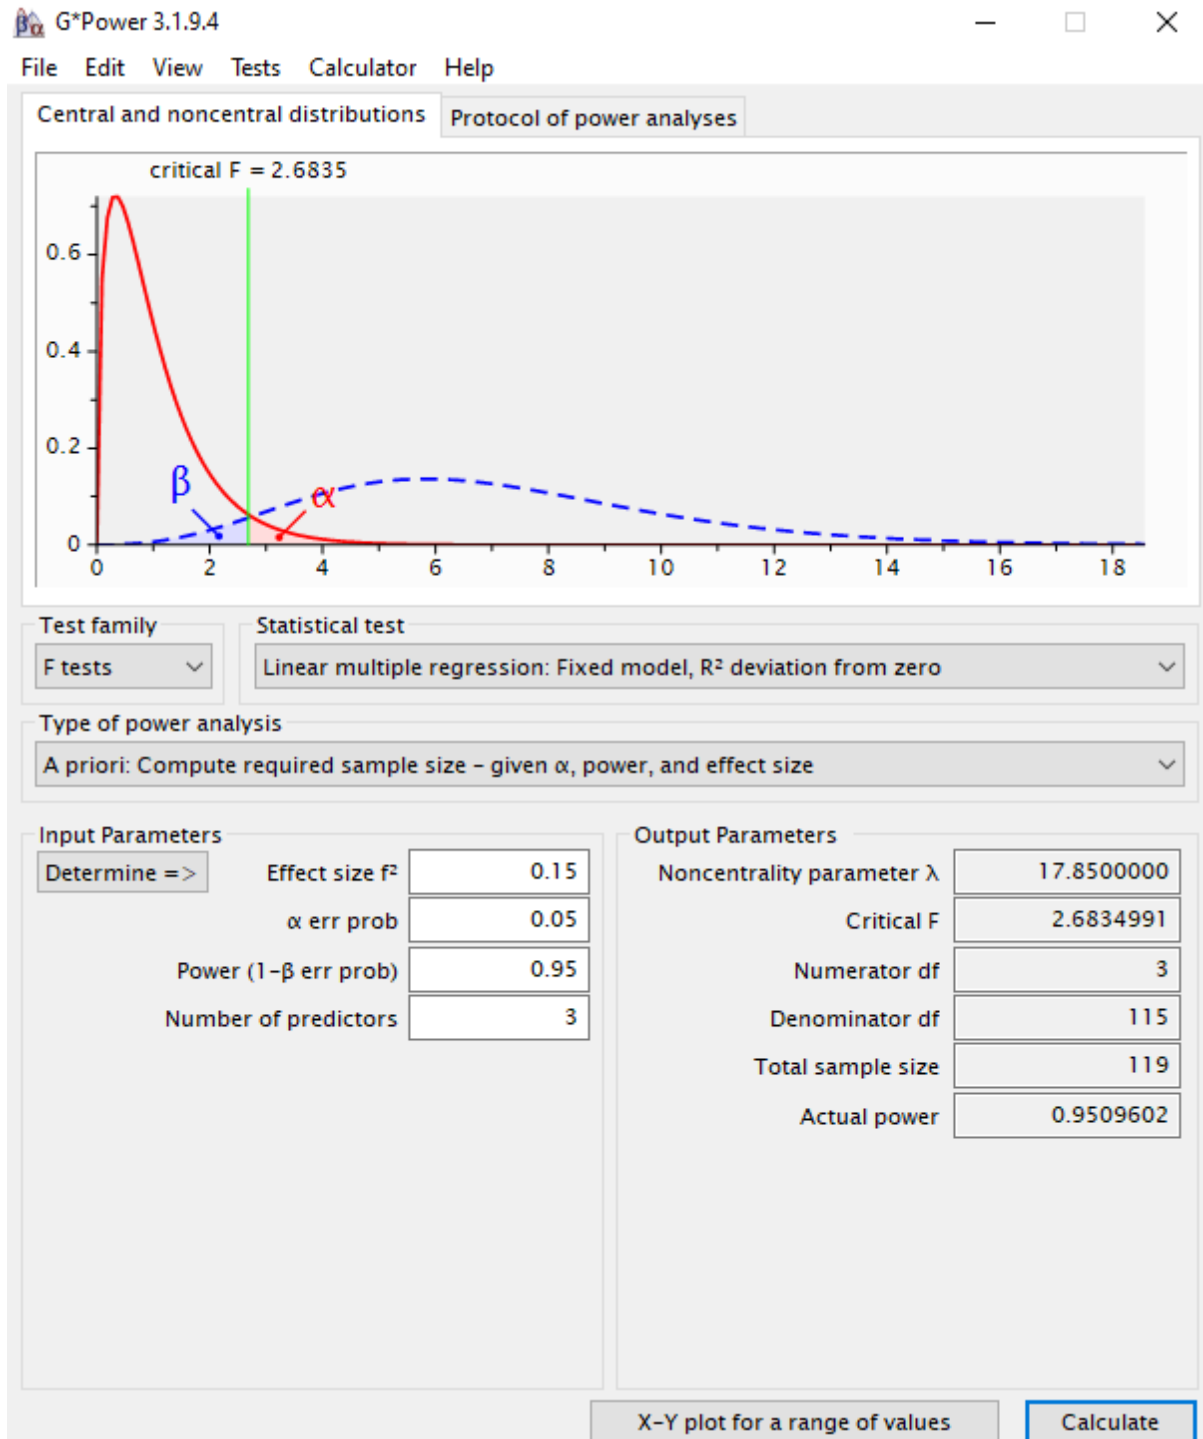 G*Power 3.1.9.4
File Edit View Tests Calculator Help
Central and noncentral distributions Protocol of power analyses
critical F = 2.6835
0.6
0.4
0.2
0
β
α
0 2 4 6 8 10 12 14 16 18
Test family Statistical test
F tests Linear multiple regression: Fixed model, R² deviation from zero
Type of power analysis
A priori: Compute required sample size – given α, power, and effect size
Input Parameters
Determine => Effect size f² 0.15
α err prob 0.05
Power (1–β err prob) 0.95
Number of predictors 3
Output Parameters
Noncentrality parameter λ 17.8500000
Critical F 2.6834991
Numerator df 3
Denominator df 115
Total sample size 119
Actual power 0.9509602
X–Y plot for a range of values Calculate